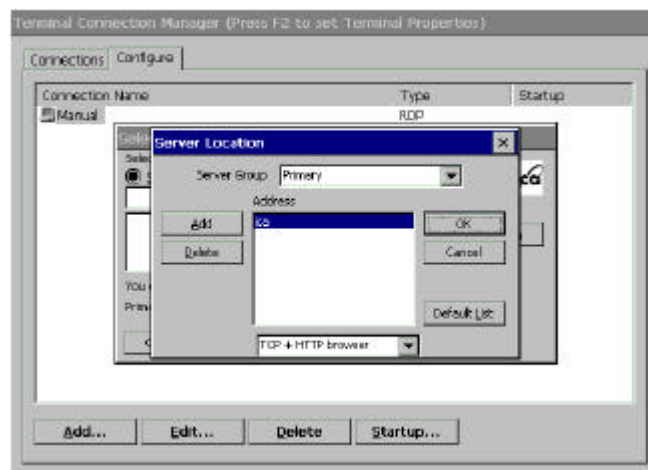 Terminal Connection Manager (Press F2 to set Terminal Properties)
Connections Configure
Connection Name Type Startup
Manual RDP
Server Location
Server Group Primary
Address
Add ica OK
Delete Cancel
Default List
TCP + HTTP browser
Add... Edit... Delete Startup...